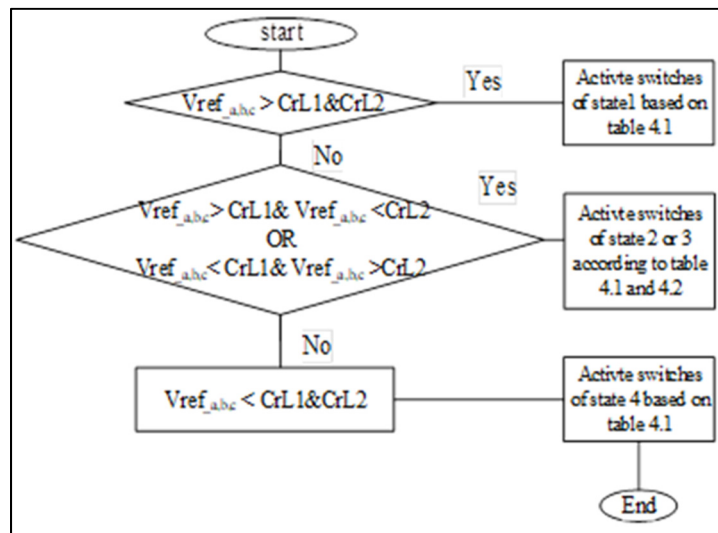 start
Vref_a,b,c > CrL1&CrL2
Yes
Activte switches
of state1 based on
table 4.1
No
Vref_a,b,c > CrL1& Vref_a,b,c <CrL2
OR
Vref_a,b,c < CrL1& Vref_a,b,c >CrL2
Yes
Activte switches
of state 2 or 3
according to table
4.1 and 4.2
No
Vref_a,b,c < CrL1&CrL2
Activte switches
of state 4 based on
table 4.1
End